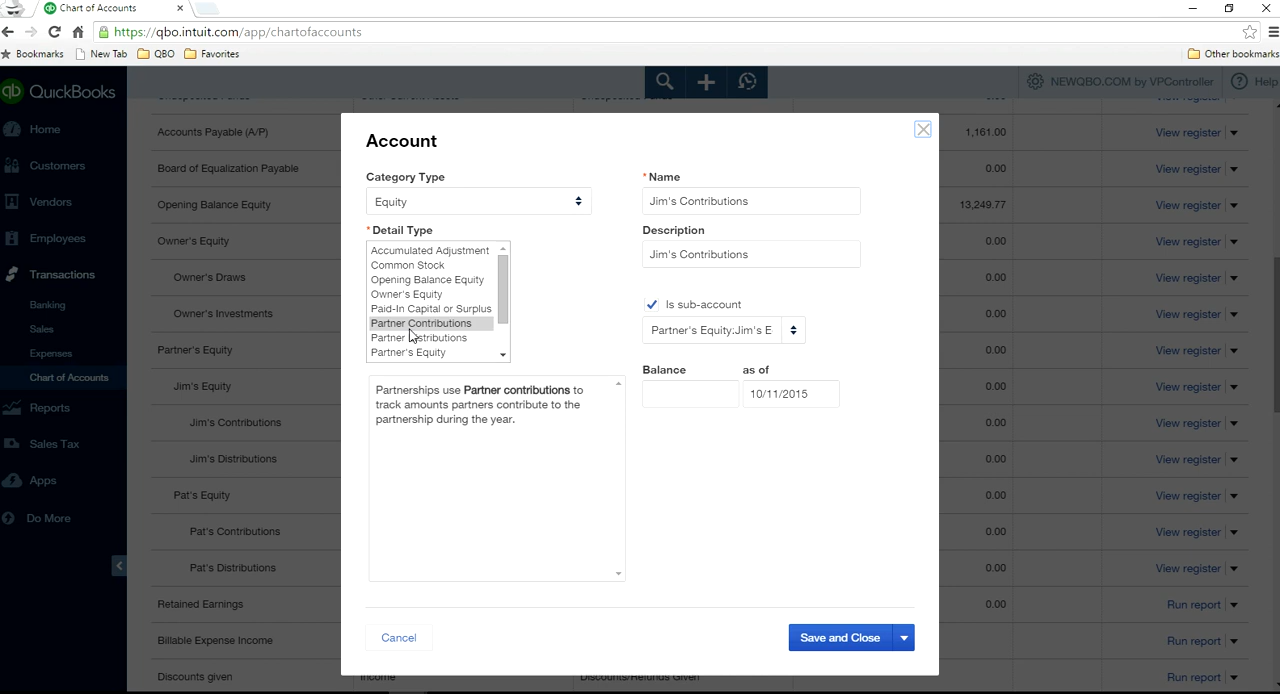 Chart of Accounts
https://qbo.intuit.com/app/chartofaccounts
Bookmarks New Tab QBO Favorites Other bookmarks
qb QuickBooks
NEWQBO.COM by VPController Help
Home
Customers
Vendors
Employees
Transactions
Banking
Sales
Expenses
Chart of Accounts
Reports
Sales Tax
Apps
Do More
Accounts Payable (A/P) 1,161.00 View register
Board of Equalization Payable 0.00 View register
Opening Balance Equity 13,249.77 View register
Owner's Equity 0.00 View register
Owner's Draws 0.00 View register
Owner's Investments 0.00 View register
Partner's Equity 0.00 View register
Jim's Equity 0.00 View register
Jim's Contributions 0.00 View register
Jim's Distributions 0.00 View register
Pat's Equity 0.00 View register
Pat's Contributions 0.00 View register
Pat's Distributions 0.00 View register
Retained Earnings 0.00 Run report
Billable Expense Income Run report
Discounts given Income Discounts/Refunds Given Run report
Account
Category Type
Equity
* Detail Type
Accumulated Adjustment
Common Stock
Opening Balance Equity
Owner's Equity
Paid-In Capital or Surplus
Partner Contributions
Partner Distributions
Partner's Equity
Partnerships use Partner contributions to
track amounts partners contribute to the
partnership during the year.
* Name
Jim's Contributions
Description
Jim's Contributions
Is sub-account
Partner's Equity:Jim's E
Balance as of
10/11/2015
Cancel
Save and Close